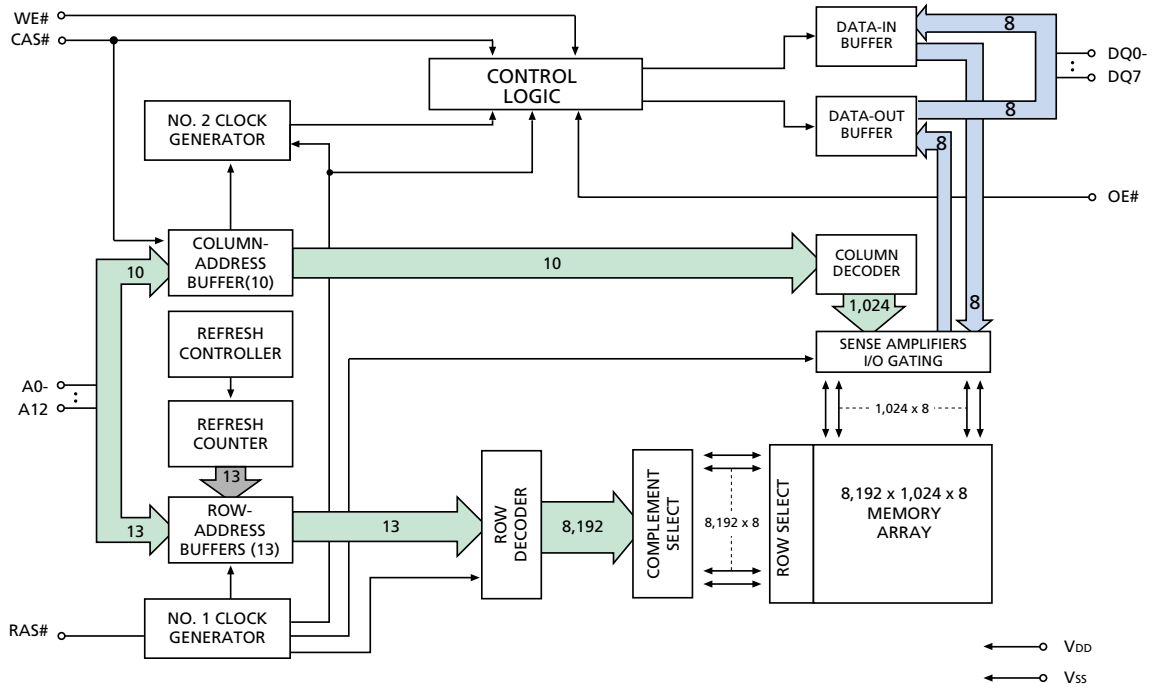 WE#
CAS#
CONTROL
LOGIC
DATA-IN
BUFFER
8
DQ0-
:
DQ7
NO. 2 CLOCK
GENERATOR
DATA-OUT
BUFFER
8
8
OE#
COLUMN-
ADDRESS
BUFFER(10)
10
10
COLUMN
DECODER
1,024
8
REFRESH
CONTROLLER
SENSE AMPLIFIERS
I/O GATING
A0-
:
A12
REFRESH
COUNTER
1,024 x 8
13
ROW-
ADDRESS
BUFFERS (13)
13
13
ROW
DECODER
8,192
COMPLEMENT
SELECT
8,192 x 8
ROW SELECT
8,192 x 1,024 x 8
MEMORY
ARRAY
RAS#
NO. 1 CLOCK
GENERATOR
VDD
VSS